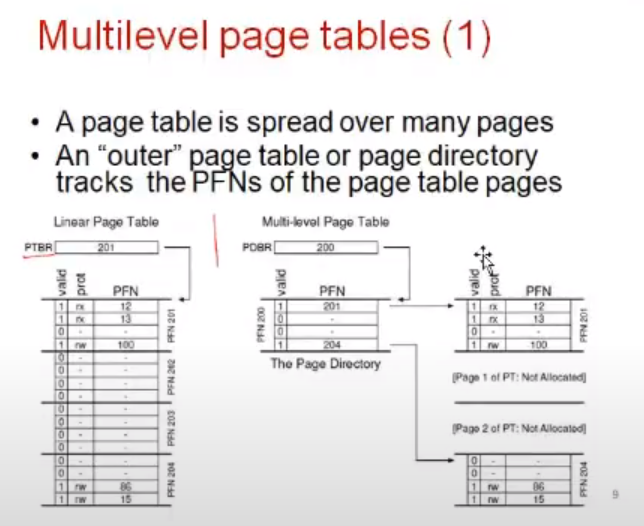 Multilevel page tables (1)
• A page table is spread over many pages
• An “outer” page table or page directory
tracks the PFNs of the page table pages
Linear Page Table
PTBR 201
valid prot PFN
1 rx 12
1 rx 13
0 - -
1 rw 100
PFN 201
0 - -
0 - -
0 - -
0 - -
PFN 202
0 - -
0 - -
0 - -
0 - -
PFN 203
0 - -
0 - -
1 rw 86
1 rw 15
PFN 204
Multi-level Page Table
PDBR 200
valid PFN
1 201
0 -
0 -
1 204
PFN 200
The Page Directory
valid prot PFN
1 rx 12
1 rx 13
0 - -
1 rw 100
PFN 201
[Page 1 of PT: Not Allocated]
[Page 2 of PT: Not Allocated]
0 - -
0 - -
1 rw 86
1 rw 15
PFN 204
9